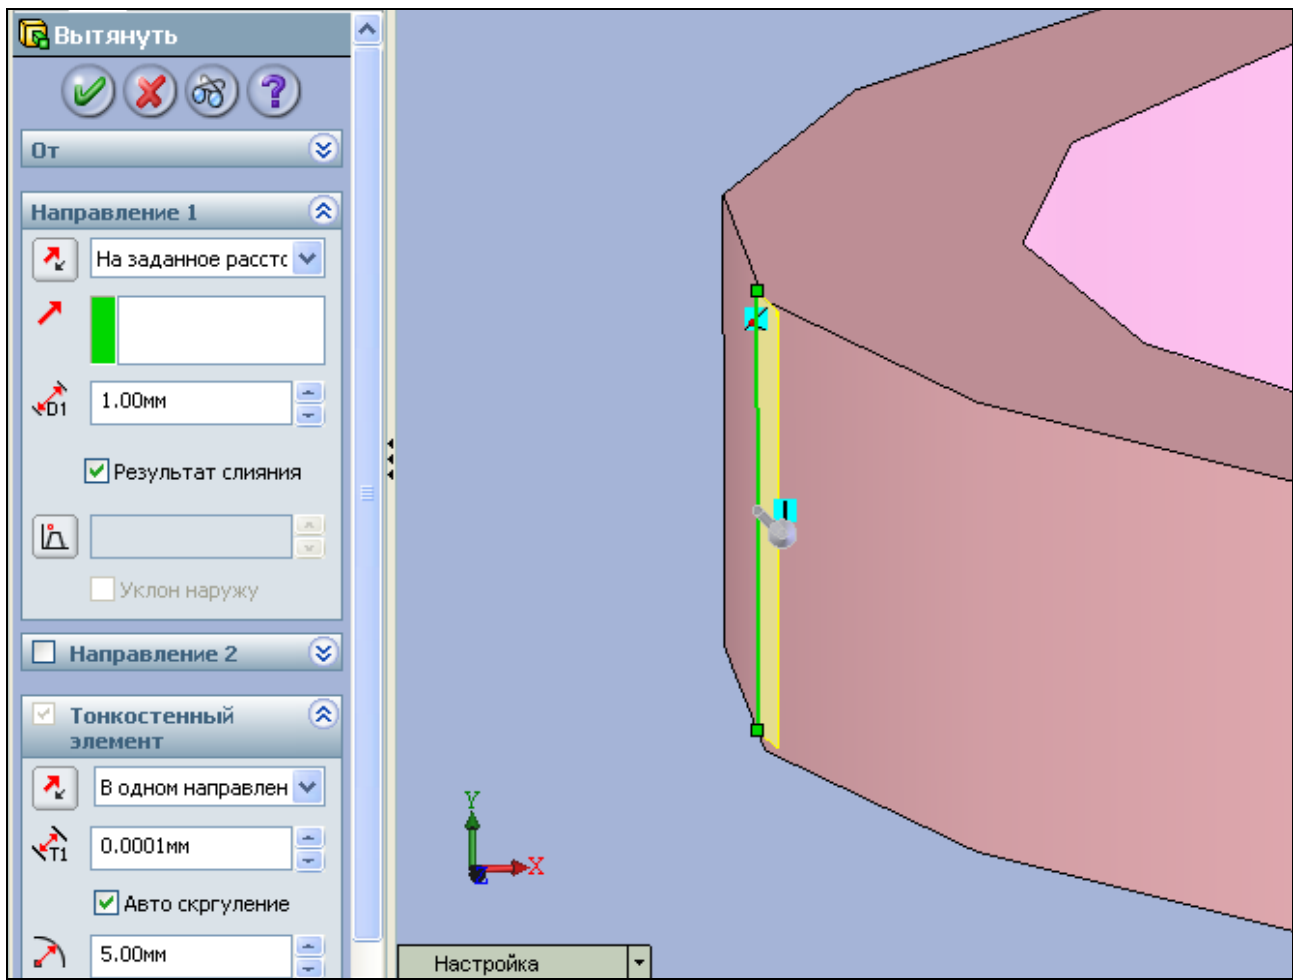 Вытянуть
От
Направление 1
На заданное расстс
D1
1.00мм
Результат слияния
Уклон наружу
Направление 2
Тонкостенный
элемент
В одном направлен
T1
0.0001мм
Авто скргуление
5.00мм
Y
X
Z
Настройка